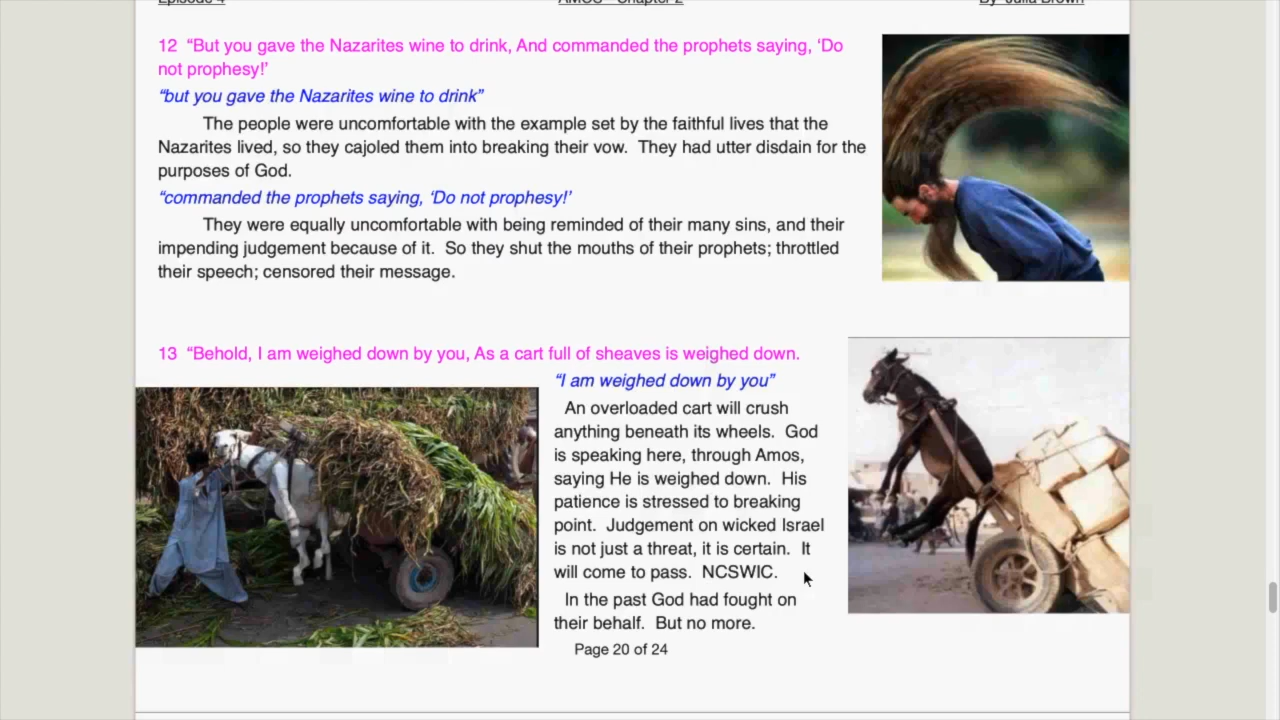 Episode 4 AMOS - Chapter 2 By Julia Brown
12 “But you gave the Nazarites wine to drink, And commanded the prophets saying, ‘Do
not prophesy!’
“but you gave the Nazarites wine to drink”
The people were uncomfortable with the example set by the faithful lives that the
Nazarites lived, so they cajoled them into breaking their vow. They had utter disdain for the
purposes of God.
“commanded the prophets saying, ‘Do not prophesy!’
They were equally uncomfortable with being reminded of their many sins, and their
impending judgement because of it. So they shut the mouths of their prophets; throttled
their speech; censored their message.
13 “Behold, I am weighed down by you, As a cart full of sheaves is weighed down.
“I am weighed down by you”
An overloaded cart will crush
anything beneath its wheels. God
is speaking here, through Amos,
saying He is weighed down. His
patience is stressed to breaking
point. Judgement on wicked Israel
is not just a threat, it is certain. It
will come to pass. NCSWIC.
In the past God had fought on
their behalf. But no more.
Page 20 of 24